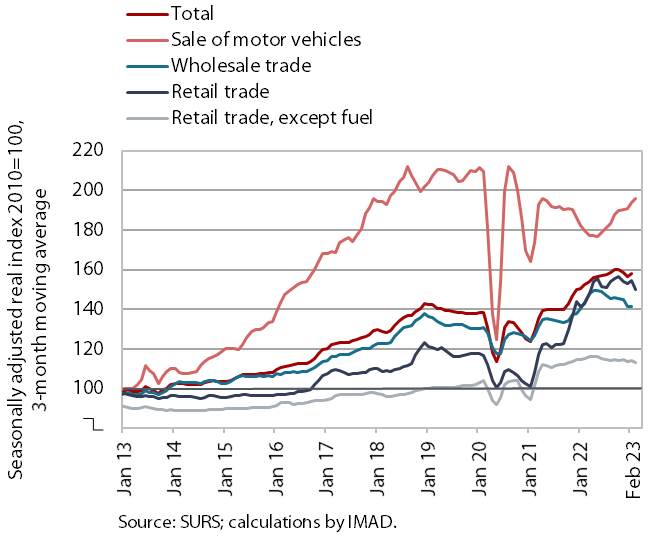 Total
Sale of motor vehicles
Wholesale trade
Retail trade
Retail trade, except fuel
Seasonally adjusted real index 2010=100,
3-month moving average
220
200
180
160
140
120
100
Jan 13
Jan 14
Jan 15
Jan 16
Jan 17
Jan 18
Jan 19
Jan 20
Jan 21
Jan 22
Feb 23
Source: SURS; calculations by IMAD.